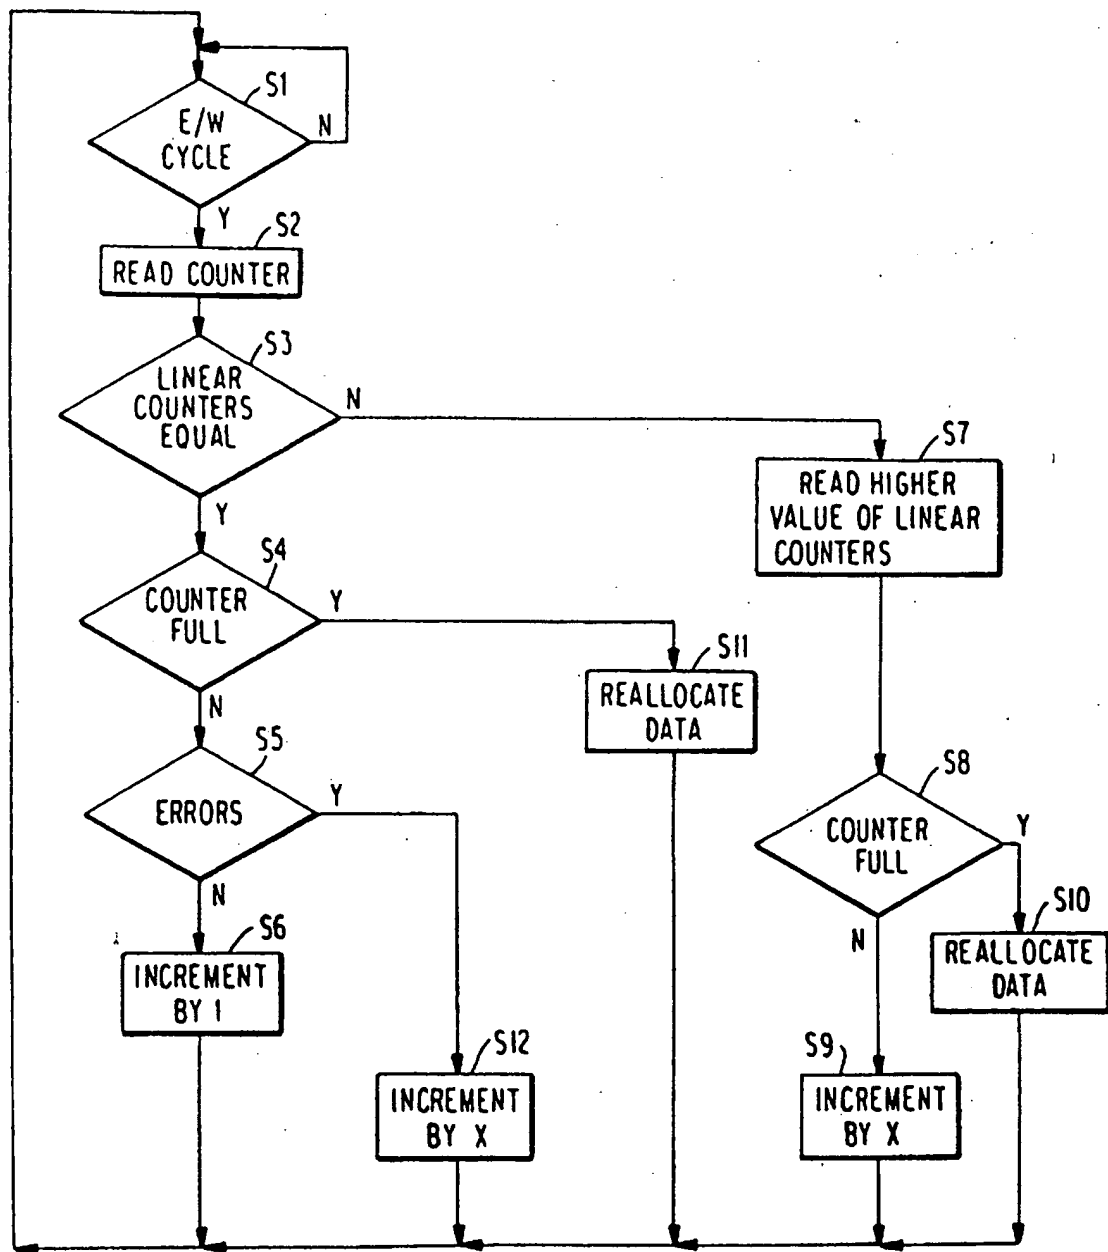 S1
E/W
CYCLE
N
Y
S2
READ COUNTER
S3
LINEAR
COUNTERS
EQUAL
N
Y
S7
READ HIGHER
VALUE OF LINEAR
COUNTERS
S4
COUNTER
FULL
Y
N
S11
REALLOCATE
DATA
S5
ERRORS
Y
N
S8
COUNTER
FULL
Y
N
S10
REALLOCATE
DATA
S6
INCREMENT
BY 1
S12
INCREMENT
BY X
S9
INCREMENT
BY X